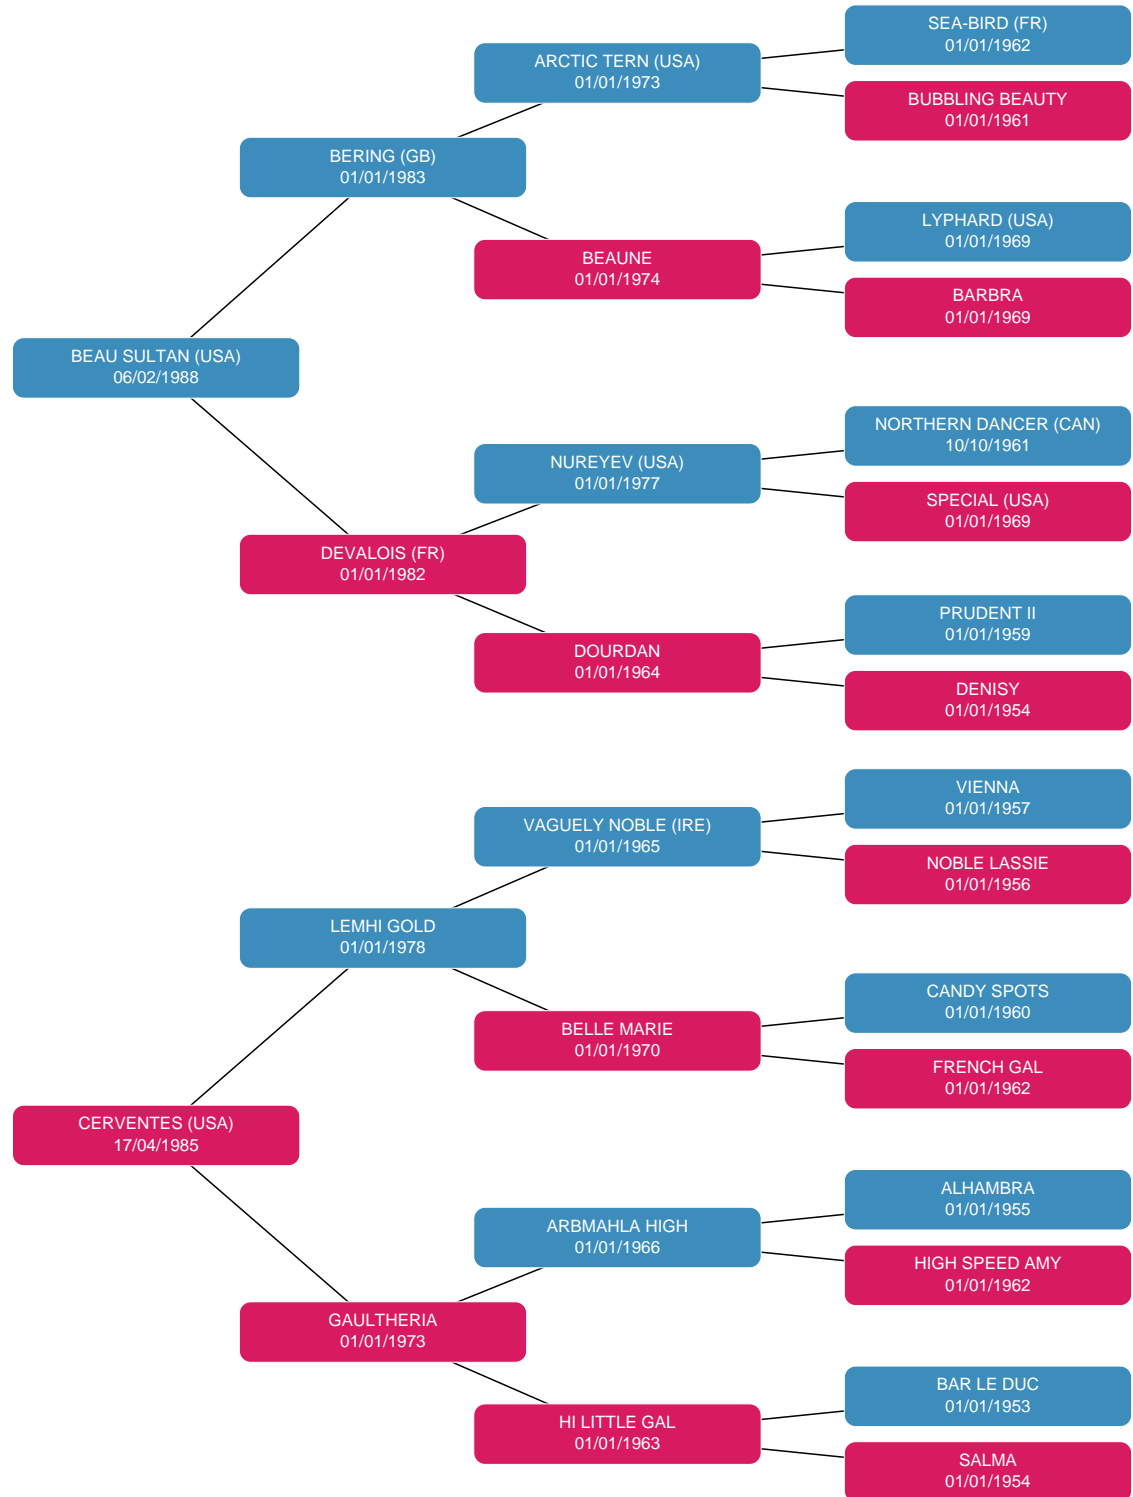 SEA-BIRD (FR)
01/01/1962
ARCTIC TERN (USA)
01/01/1973
BUBBLING BEAUTY
01/01/1961
BERING (GB)
01/01/1983
LYPHARD (USA)
01/01/1969
BEAUNE
01/01/1974
BARBRA
01/01/1969
BEAU SULTAN (USA)
06/02/1988
NORTHERN DANCER (CAN)
10/10/1961
NUREYEV (USA)
01/01/1977
SPECIAL (USA)
01/01/1969
DEVALOIS (FR)
01/01/1982
PRUDENT II
01/01/1959
DOURDAN
01/01/1964
DENISY
01/01/1954
VIENNA
01/01/1957
VAGUELY NOBLE (IRE)
01/01/1965
NOBLE LASSIE
01/01/1956
LEMHI GOLD
01/01/1978
CANDY SPOTS
01/01/1960
BELLE MARIE
01/01/1970
FRENCH GAL
01/01/1962
CERVENTES (USA)
17/04/1985
ALHAMBRA
01/01/1955
ARBMAHLA HIGH
01/01/1966
HIGH SPEED AMY
01/01/1962
GAULTHERIA
01/01/1973
BAR LE DUC
01/01/1953
HI LITTLE GAL
01/01/1963
SALMA
01/01/1954